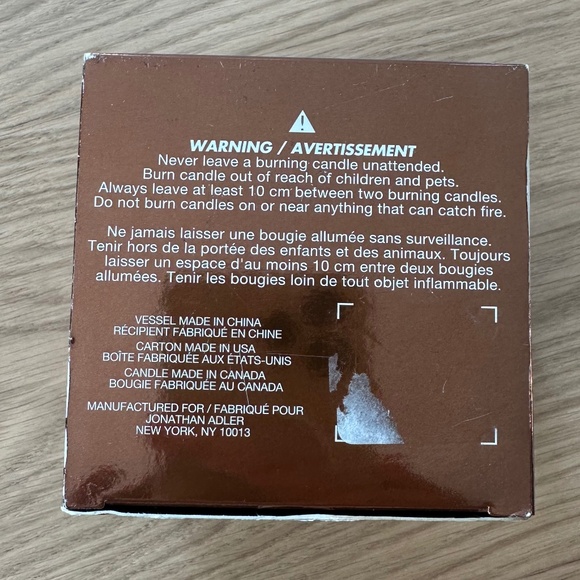 WARNING / AVERTISSEMENT
Never leave a burning candle unattended.
Burn candle out of reach of children and pets.
Always leave at least 10 cm between two burning candles.
Do not burn candles on or near anything that can catch fire.
Ne jamais laisser une bougie allumée sans surveillance.
Tenir hors de la portée des enfants et des animaux. Toujours
laisser un espace d'au moins 10 cm entre deux bougies
allumées. Tenir les bougies loin de tout objet inflammable.
VESSEL MADE IN CHINA
RÉCIPIENT FABRIQUÉ EN CHINE
CARTON MADE IN USA
BOÎTE FABRIQUÉE AUX ÉTATS-UNIS
CANDLE MADE IN CANADA
BOUGIE FABRIQUÉE AU CANADA
MANUFACTURED FOR / FABRIQUÉ POUR
JONATHAN ADLER
NEW YORK, NY 10013